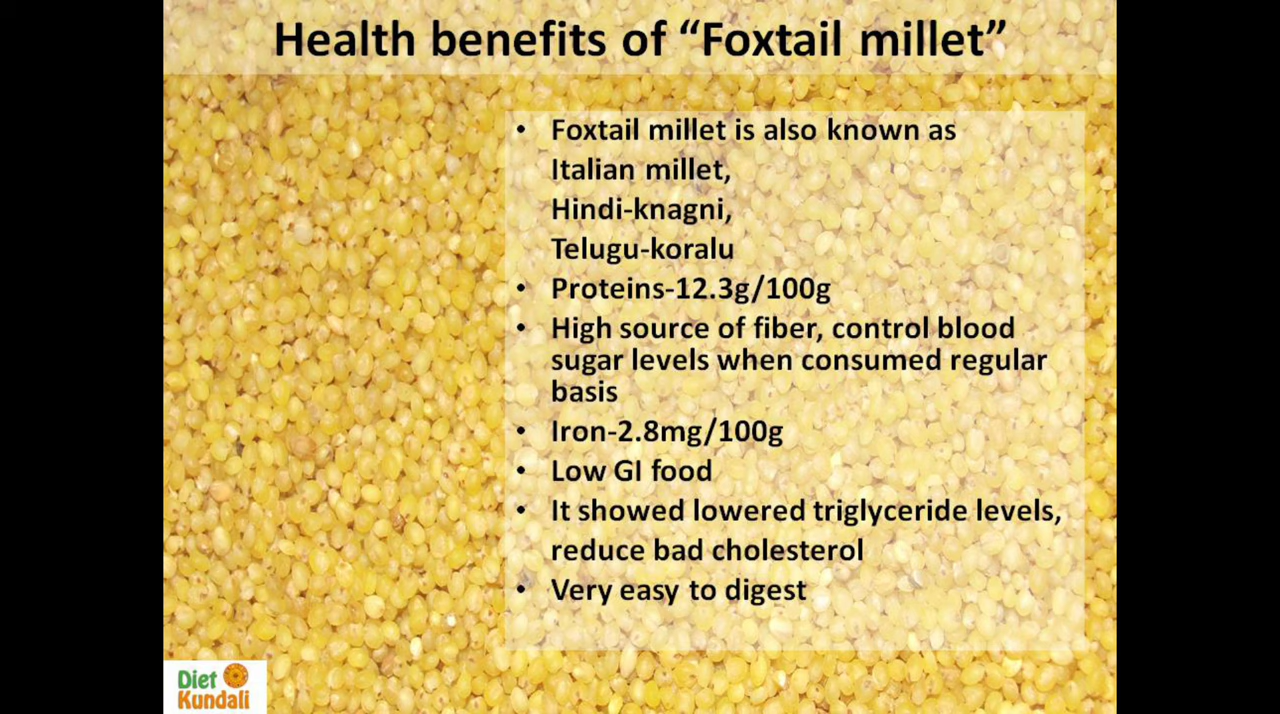 Health benefits of “Foxtail millet”
• Foxtail millet is also known as
Italian millet,
Hindi-knagni,
Telugu-koralu
• Proteins-12.3g/100g
• High source of fiber, control blood
sugar levels when consumed regular
basis
• Iron-2.8mg/100g
• Low GI food
• It showed lowered triglyceride levels,
reduce bad cholesterol
• Very easy to digest
Diet
Kundali